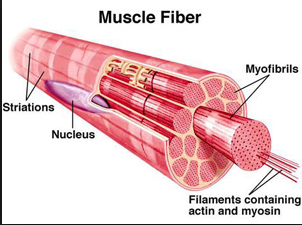 Muscle Fiber
Myofibrils
Striations
Nucleus
Filaments containing
actin and myosin